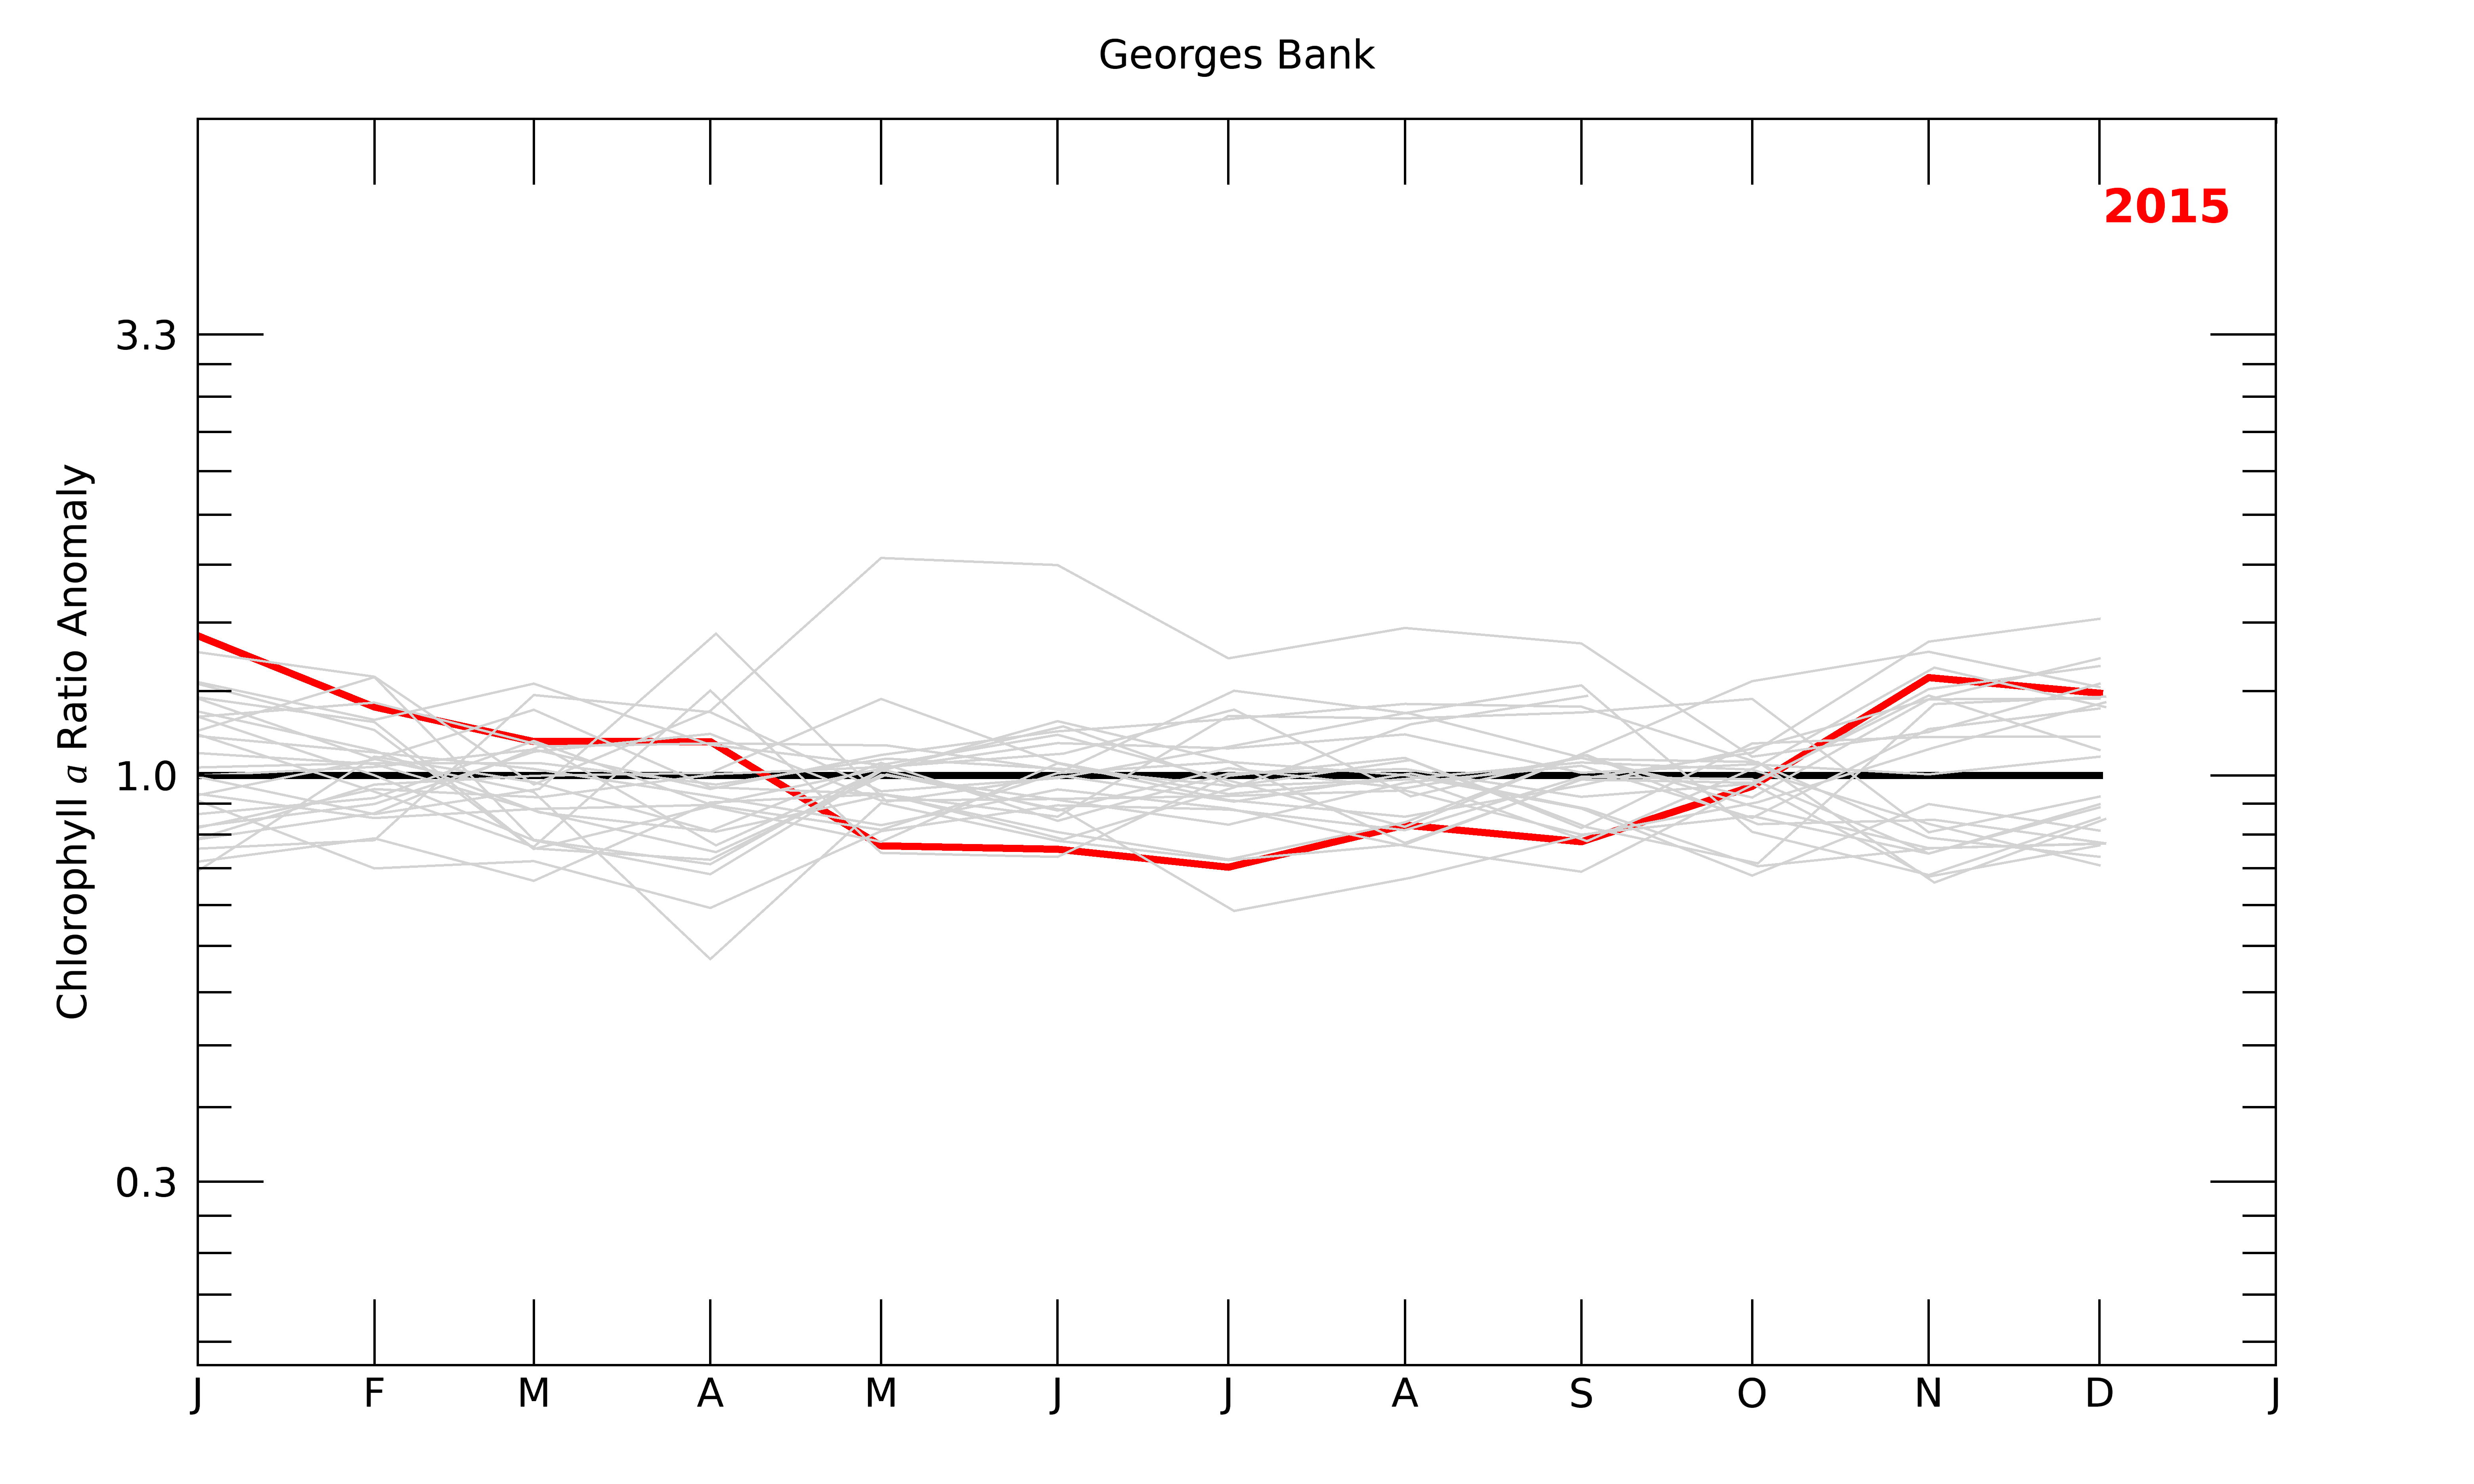 Georges Bank
2015
3.3
1.0
0.3
Chlorophyll a Ratio Anomaly
J F M A M J J A S O N D J